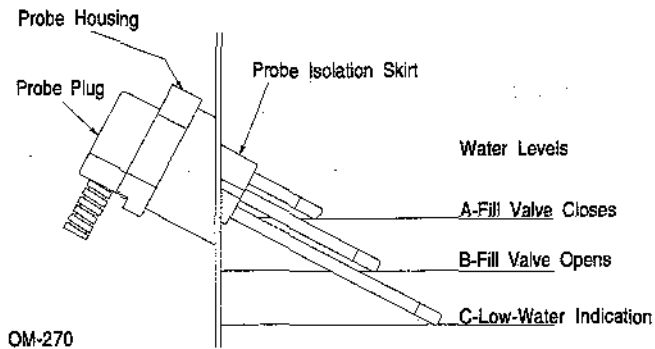 Probe Housing
Probe Isolation Skirt
Probe Plug
Water Levels
A-Fill Valve Closes
B-Fill Valve Opens
C-Low-Water Indication
OM-270